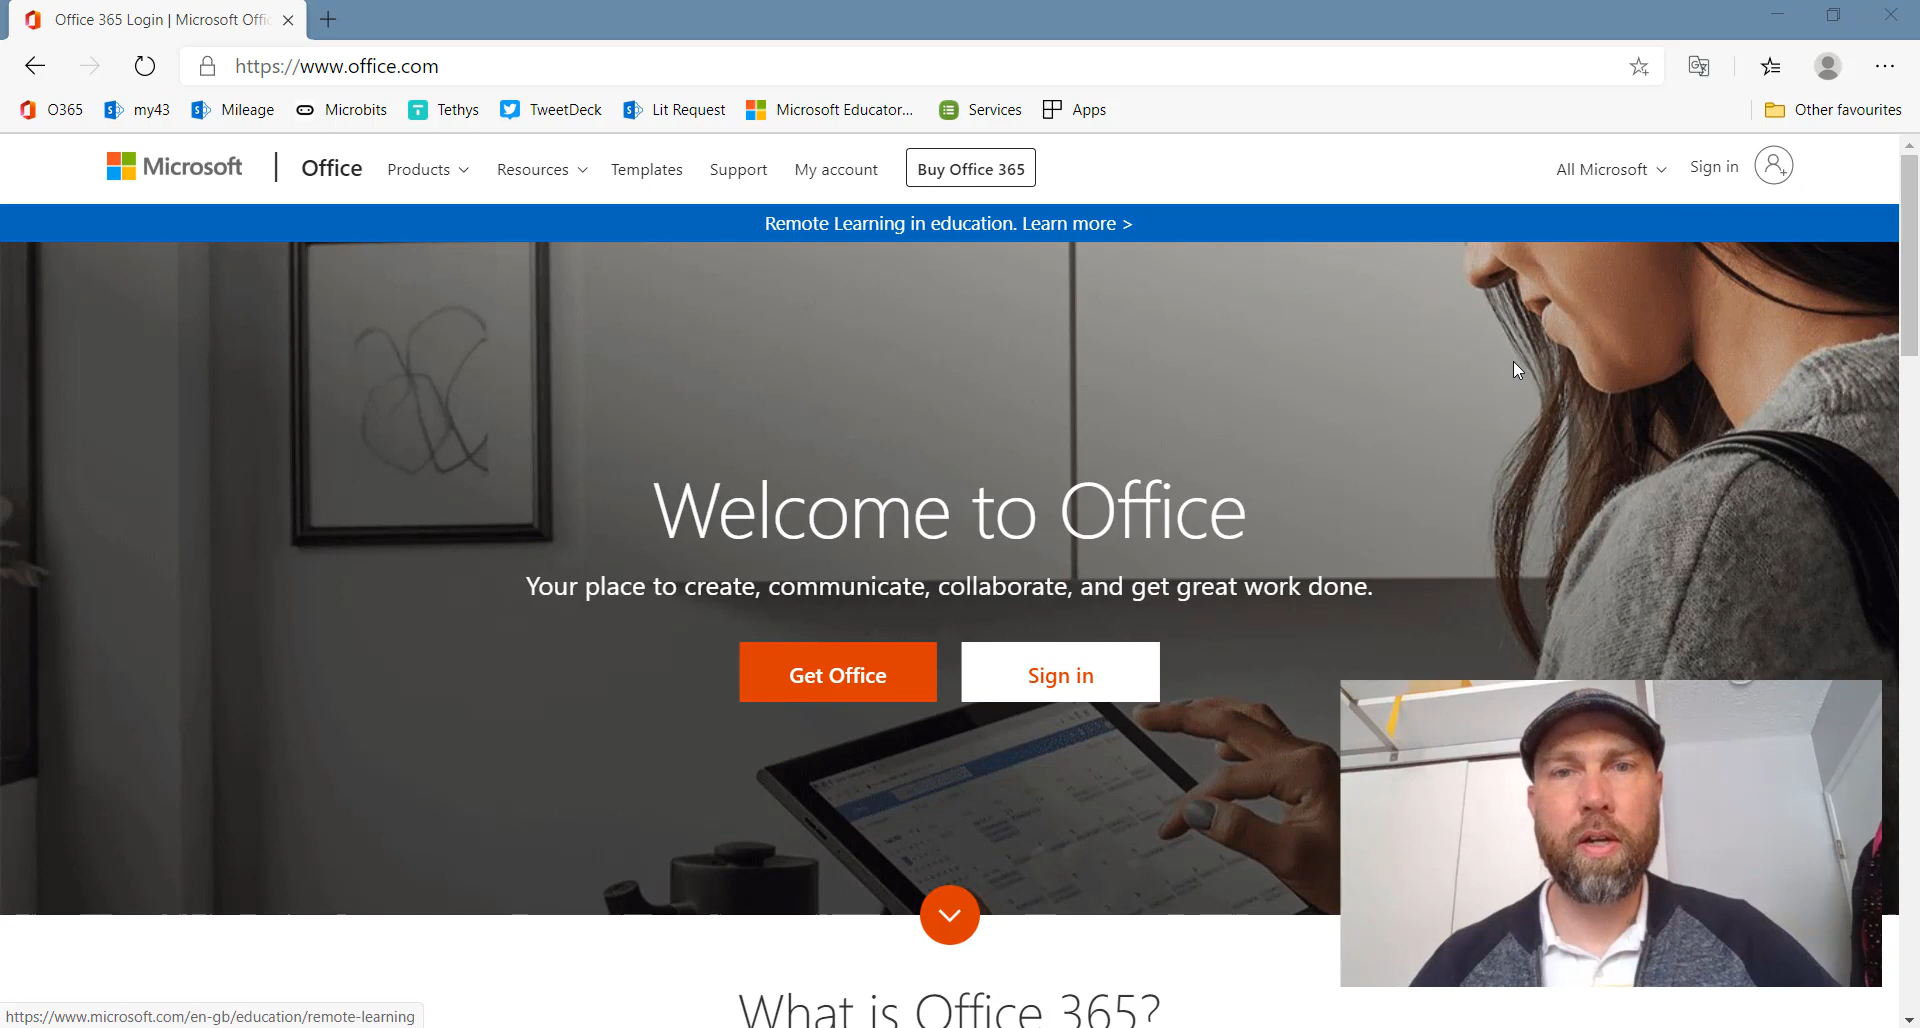 Office 365 Login | Microsoft Offic
https://www.office.com
O365 my43 Mileage Microbits Tethys TweetDeck Lit Request Microsoft Educator... Services Apps Other favourites
Microsoft Office Products Resources Templates Support My account Buy Office 365 All Microsoft Sign in
Remote Learning in education. Learn more >
Welcome to Office
Your place to create, communicate, collaborate, and get great work done.
Get Office Sign in
What is Office 365?
https://www.microsoft.com/en-gb/education/remote-learning